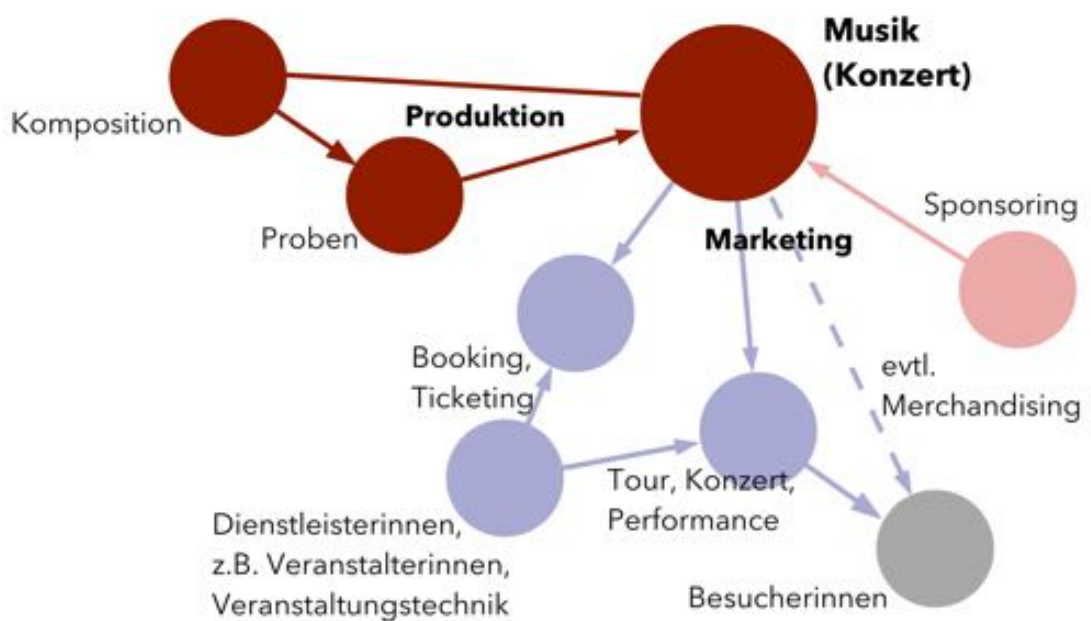 Musik
(Konzert)
Komposition
Produktion
Proben
Sponsoring
Marketing
Booking,
Ticketing
evtl.
Merchandising
Tour, Konzert,
Performance
Dienstleisterinnen,
z.B. Veranstalterinnen,
Veranstaltungstechnik
Besucherinnen